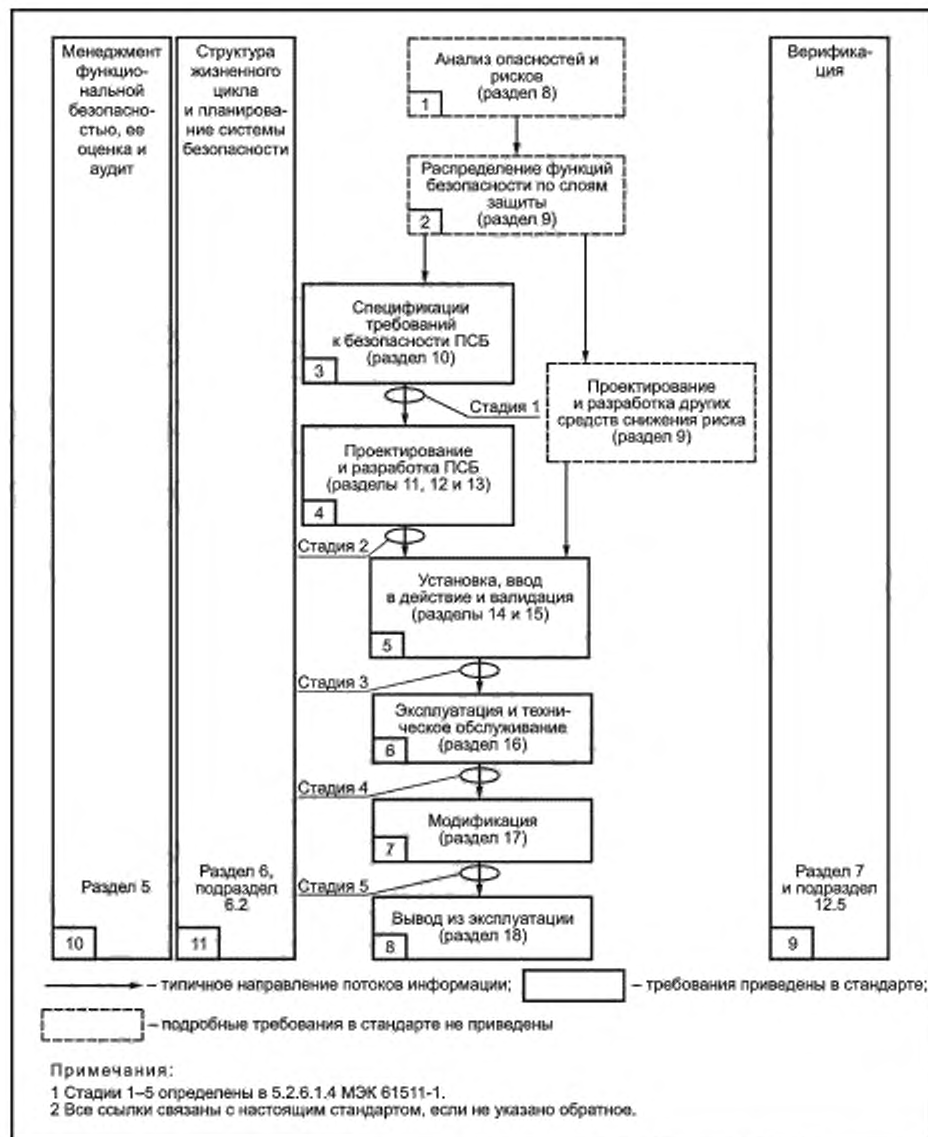 Менеджмент
функцио-
нальной
безопасно-
стью, ее
оценка и
аудит
Раздел 5
10
Структура
жизненного
цикла
и планирова-
ние системы
безопасности
Раздел 6,
подраздел
6.2
11
Анализ опасностей и
рисков
(раздел 8)
1
Распределение функций
безопасности по слоям
защиты
(раздел 9)
2
Спецификации
требований
к безопасности ПСБ
(раздел 10)
3
Стадия 1
Проектирование
и разработка других
средств снижения риска
(раздел 9)
Проектирование
и разработка ПСБ
(разделы 11, 12 и 13)
4
Стадия 2
Установка, ввод
в действие и валидация
(разделы 14 и 15)
5
Стадия 3
Эксплуатация и техни-
ческое обслуживание
(раздел 16)
6
Стадия 4
Модификация
(раздел 17)
7
Стадия 5
Вывод из эксплуатации
(раздел 18)
8
Верифика-
ция
Раздел 7
и подраздел
12.5
9
– типичное направление потоков информации;
– требования приведены в стандарте;
– подробные требования в стандарте не приведены
Примечания:
1 Стадии 1–5 определены в 5.2.6.1.4 МЭК 61511-1.
2 Все ссылки связаны с настоящим стандартом, если не указано обратное.